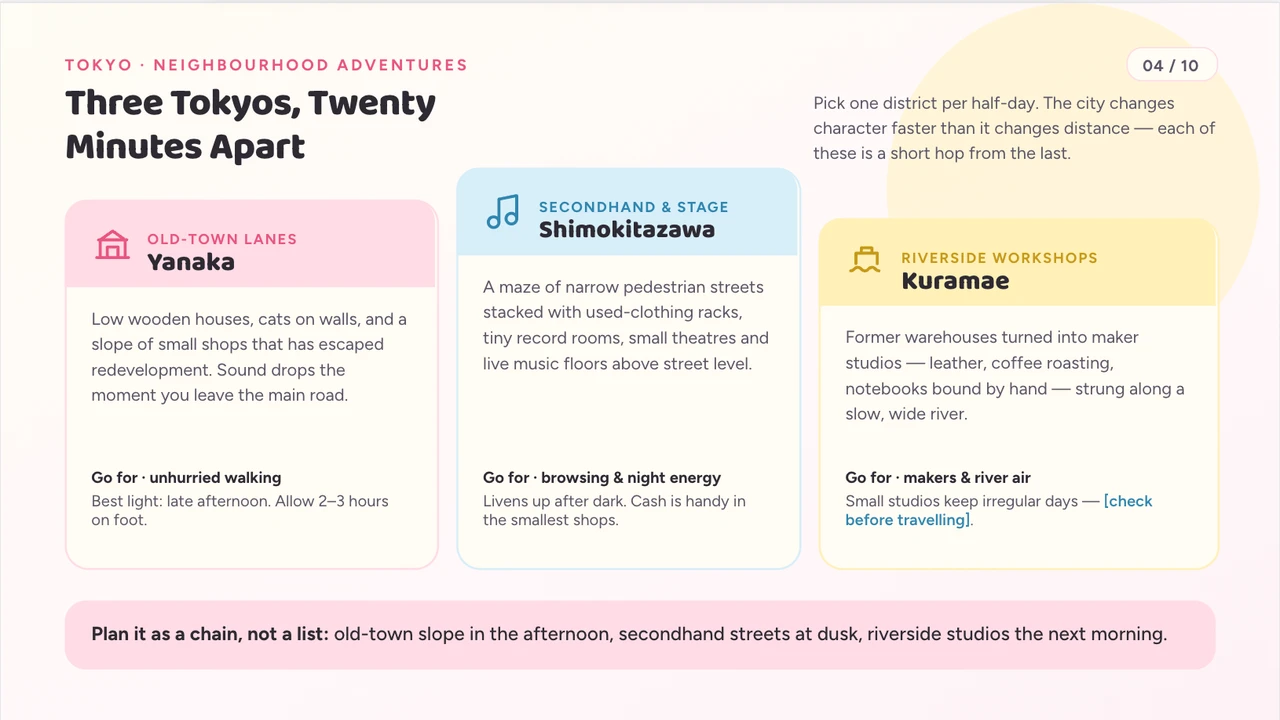 TOKYO · NEIGHBOURHOOD ADVENTURES
Three Tokyos, Twenty
Minutes Apart
04 / 10
Pick one district per half-day. The city changes
character faster than it changes distance — each of
these is a short hop from the last.
OLD-TOWN LANES
Yanaka
Low wooden houses, cats on walls, and a
slope of small shops that has escaped
redevelopment. Sound drops the
moment you leave the main road.
Go for · unhurried walking
Best light: late afternoon. Allow 2–3 hours
on foot.
SECONDHAND & STAGE
Shimokitazawa
A maze of narrow pedestrian streets
stacked with used-clothing racks,
tiny record rooms, small theatres and
live music floors above street level.
Go for · browsing & night energy
Livens up after dark. Cash is handy in
the smallest shops.
RIVERSIDE WORKSHOPS
Kuramae
Former warehouses turned into maker
studios — leather, coffee roasting,
notebooks bound by hand — strung along a
slow, wide river.
Go for · makers & river air
Small studios keep irregular days — [check
before travelling].
Plan it as a chain, not a list: old-town slope in the afternoon, secondhand streets at dusk, riverside studios the next morning.